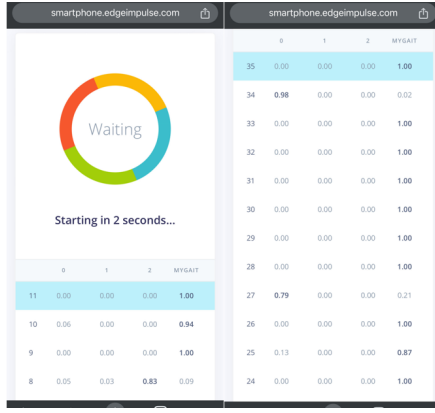 smartphone.edgeimpulse.com
Waiting
Starting in 2 seconds...
0 1 2 MYGAIT
11 0.00 0.00 0.00 1.00
10 0.06 0.00 0.00 0.94
9 0.00 0.00 0.00 1.00
8 0.05 0.03 0.83 0.09
smartphone.edgeimpulse.com
0 1 2 MYGAIT
35 0.00 0.00 0.00 1.00
34 0.98 0.00 0.00 0.02
33 0.00 0.00 0.00 1.00
32 0.00 0.00 0.00 1.00
31 0.00 0.00 0.00 1.00
30 0.00 0.00 0.00 1.00
29 0.00 0.00 0.00 1.00
28 0.00 0.00 0.00 1.00
27 0.79 0.00 0.00 0.21
26 0.00 0.00 0.00 1.00
25 0.13 0.00 0.00 0.87
24 0.00 0.00 0.00 1.00